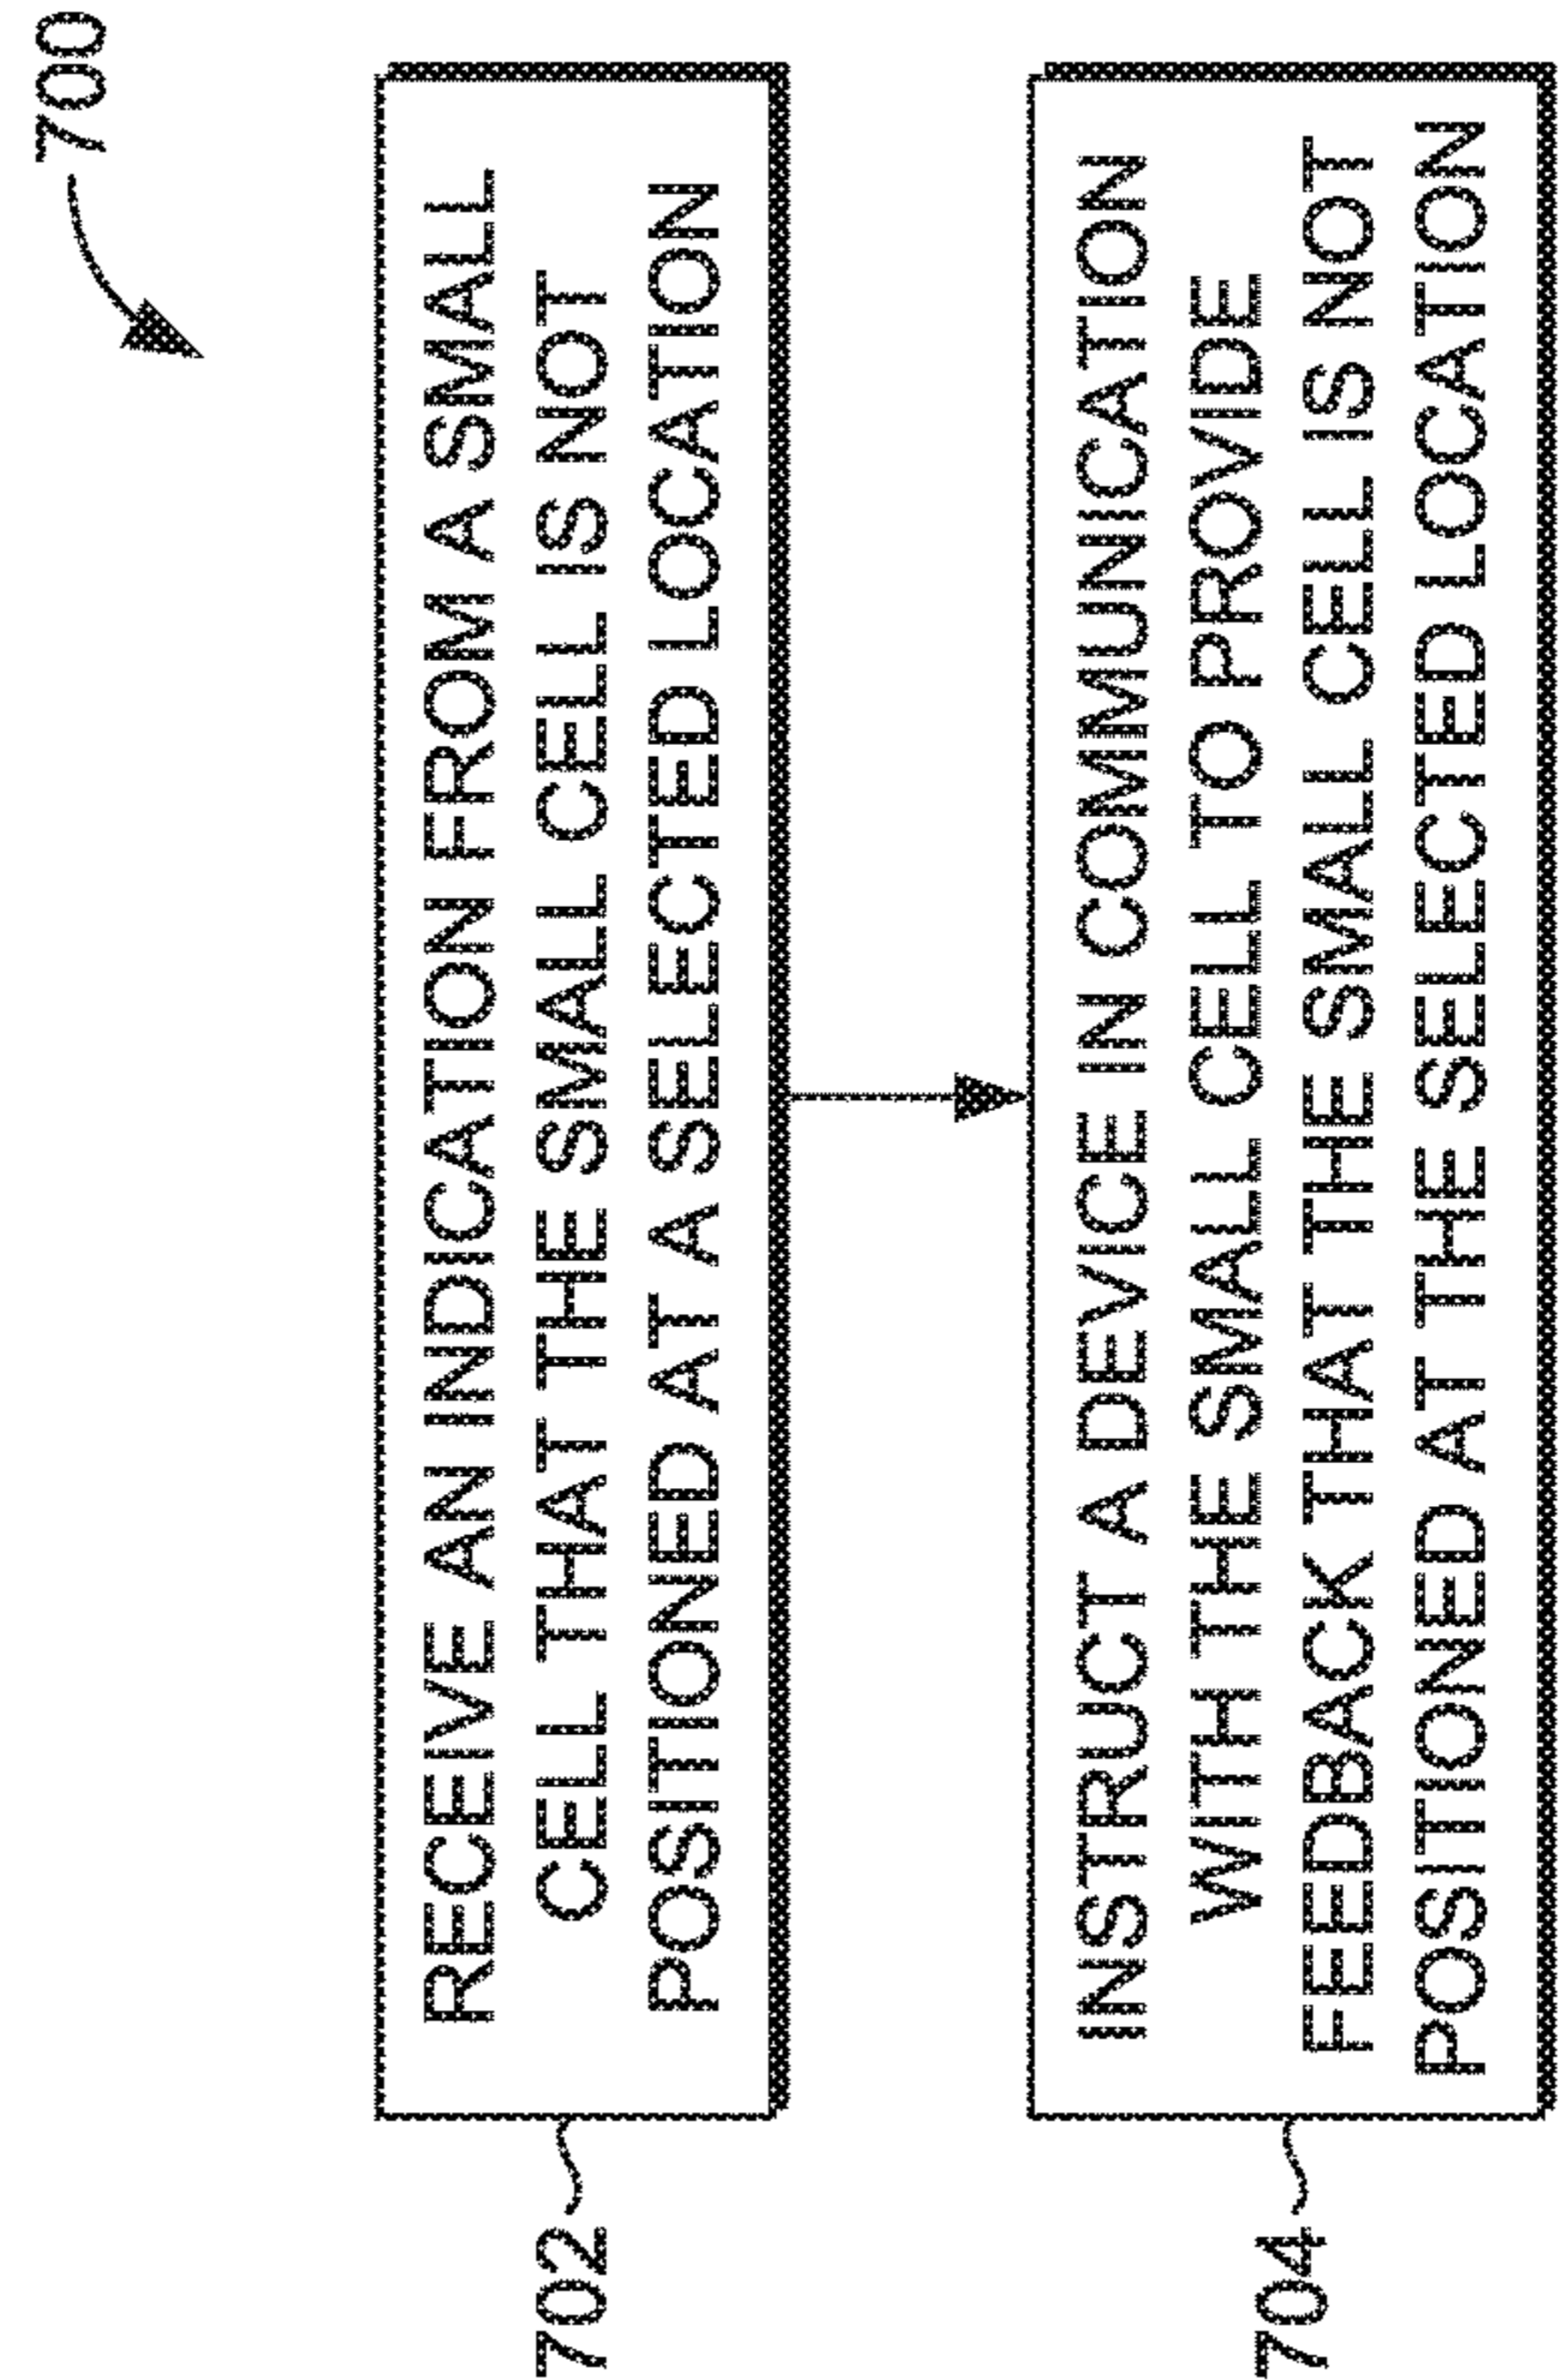 700
RECEIVE AN INDICATION FROM A SMALL
CELL THAT THE SMALL CELL IS NOT
POSITIONED AT A SELECTED LOCATION
702
INSTRUCT A DEVICE IN COMMUNICATION
WITH THE SMALL CELL TO PROVIDE
FEEDBACK THAT THE SMALL CELL IS NOT
POSITIONED AT THE SELECTED LOCATION
704